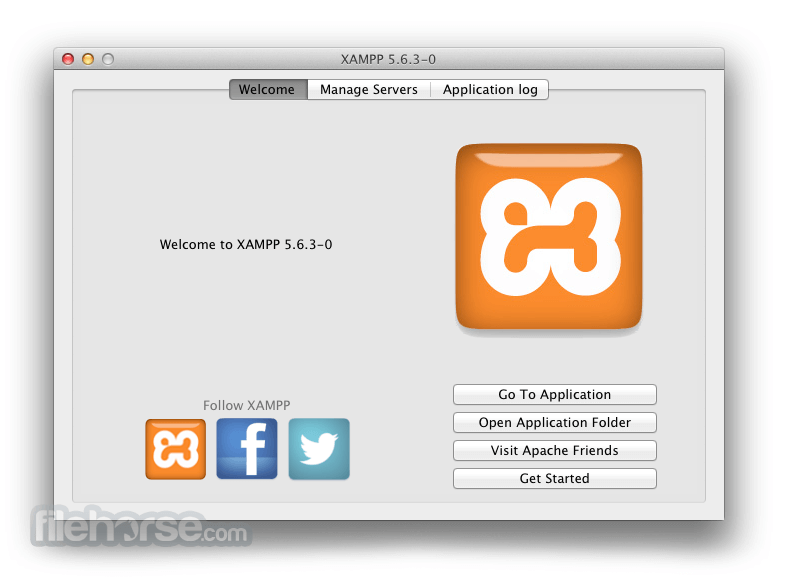 XAMPP 5.6.3-0
Welcome
Manage Servers
Application log
Welcome to XAMPP 5.6.3-0
Follow XAMPP
f
Go To Application
Open Application Folder
Visit Apache Friends
Get Started
filehorse.com